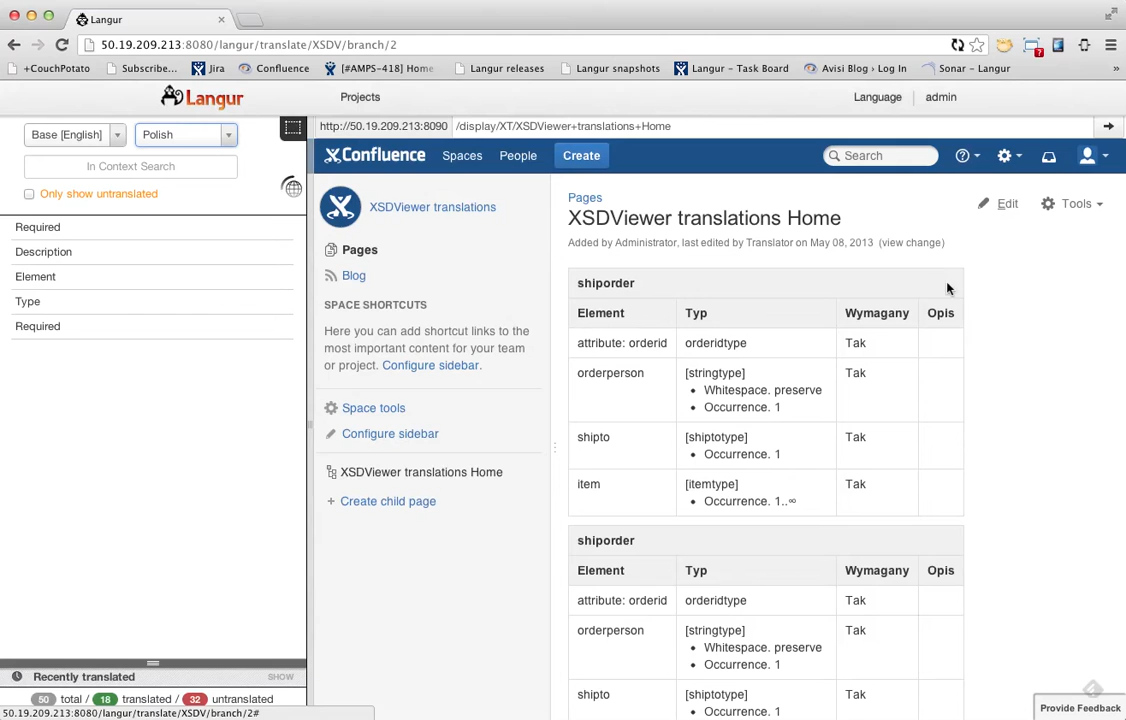 Langur
50.19.209.213:8080/langur/translate/XSDV/branch/2
+CouchPotato
Subscribe...
Jira
Confluence
[#AMPS-418] Home
Langur releases
Langur snapshots
Langur – Task Board
Avisi Blog › Log In
Sonar - Langur
»
7
Langur
Projects
Language
admin
Base [English]
Polish
In Context Search
Only show untranslated
Required
Description
Element
Type
Required
Recently translated
SHOW
50 total / 18 translated / 32 untranslated
50.19.209.213:8080/langur/translate/XSDV/branch/2#
http://50.19.209.213:8090
/display/XT/XSDViewer+translations+Home
Confluence
Spaces
People
Create
Search
XSDViewer translations
Pages
Blog
SPACE SHORTCUTS
Here you can add shortcut links to the
most important content for your team
or project. Configure sidebar.
Space tools
Configure sidebar
XSDViewer translations Home
+ Create child page
Pages
XSDViewer translations Home
Added by Administrator, last edited by Translator on May 08, 2013 (view change)
Edit
Tools
shiporder
Element Typ Wymagany Opis
attribute: orderid orderidtype Tak
orderperson [stringtype] Tak
• Whitespace. preserve
• Occurrence. 1
shipto [shiptotype] Tak
• Occurrence. 1
item [itemtype] Tak
• Occurrence. 1..∞
shiporder
Element Typ Wymagany Opis
attribute: orderid orderidtype Tak
orderperson [stringtype] Tak
• Whitespace. preserve
• Occurrence. 1
shipto [shiptotype] Tak
• Occurrence. 1
Provide Feedback